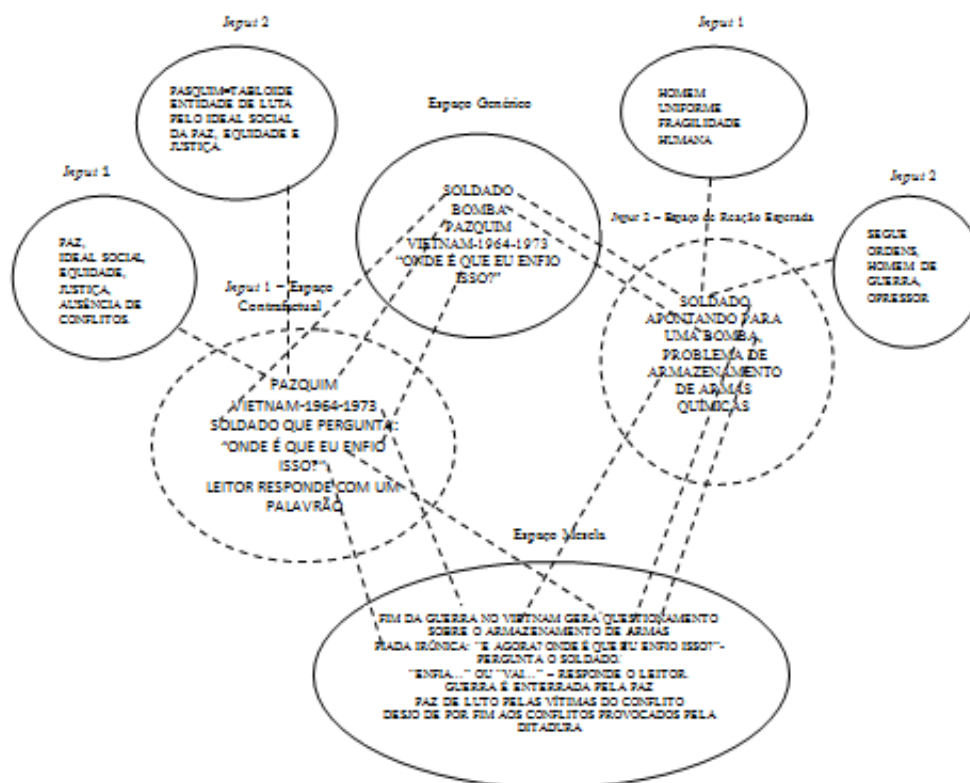 Input 2
PASQUIM=TABLOIDE
ENTIDADE DE LUTA
PELO IDEAL SOCIAL
DA PAZ, EQUIDADE E
JUSTIÇA.
Input 1
PAZ,
IDEAL SOCIAL,
EQUIDADE,
JUSTIÇA,
AUSÊNCIA DE
CONFLITOS.
Espaço Genérico
SOLDADO
BOMBA
PAZQUIM
VIETNAM-1964-1973
“ONDE É QUE EU ENFIO
ISSO?”
Input 1
HOMEM
UNIFORME
FRAGILIDADE
HUMANA
Input 2
SEGUE
ORDENS,
HOMEM DE
GUERRA,
OPRESSOR
Input 1 – Espaço
Contrafactual
PAZQUIM
VIETNAM-1964-1973
SOLDADO QUE PERGUNTA:
“ONDE É QUE EU ENFIO
ISSO?”
LEITOR RESPONDE COM UM
PALAVRÃO
Input 2 – Espaço de Reação Esperada
SOLDADO
APONTANDO PARA
UMA BOMBA,
PROBLEMA DE
ARMAZENAMENTO
DE ARMAS
QUÍMICAS
Espaço Mescla
FIM DA GUERRA NO VIETNAM GERA QUESTIONAMENTO
SOBRE O ARMAZENAMENTO DE ARMAS
PIADA IRÔNICA: “E AGORA? ONDE É QUE EU ENFIO ISSO?”-
PERGUNTA O SOLDADO.
“ENFIA...” OU “VAI...” – RESPONDE O LEITOR.
GUERRA É ENTERRADA PELA PAZ
PAZ DE LUTO PELAS VÍTIMAS DO CONFLITO
DESJO DE POR FIM AOS CONFLITOS PROVOCADOS PELA
DITADURA